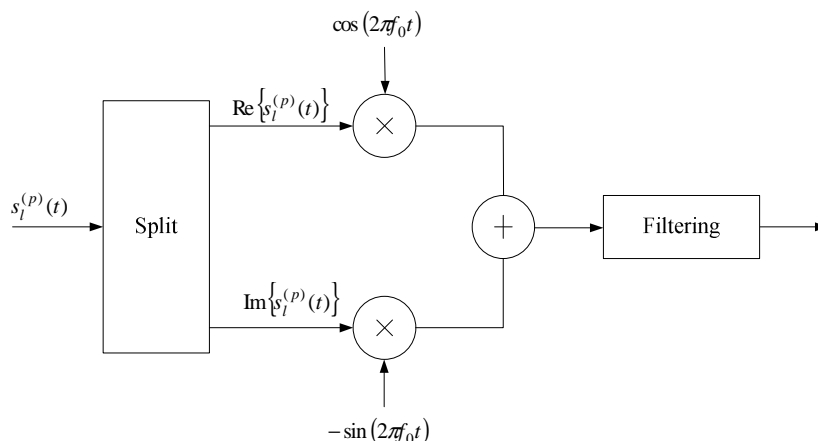 cos(2πf₀t)
Re{s_l^{(p)}(t)}
×
s_l^{(p)}(t)
Split
+
Filtering
Im{s_l^{(p)}(t)}
×
−sin(2πf₀t)